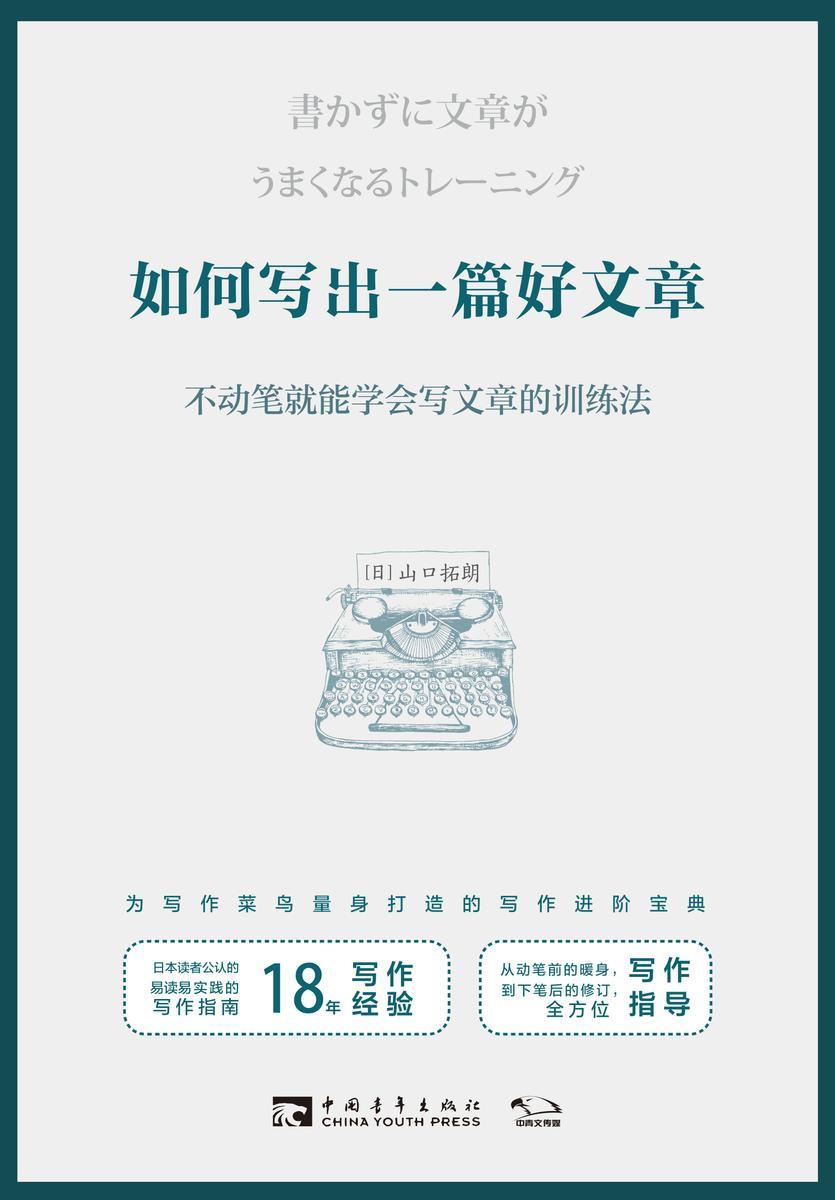 書かずに文章が
うまくなるトレーニング
如何写出一篇好文章
不动笔就能学会写文章的训练法
[日]山口拓朗
为写作菜鸟量身打造的写作进阶宝典
日本读者公认的
易读易实践的
写作指南
18年
写作
经验
从动笔前的暖身，
到下笔后的修订，
全方位
写作
指导
中国青年出版社
CHINA YOUTH PRESS
中青文传媒